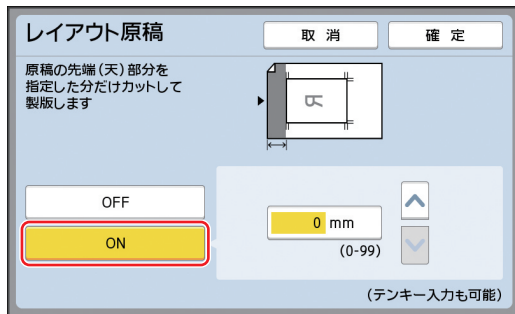 レイアウト原稿
取 消
確 定
原稿の先端(天)部分を
指定した分だけカットして
製版します
R
OFF
ON
0 mm
(0-99)
(テンキー入力も可能)